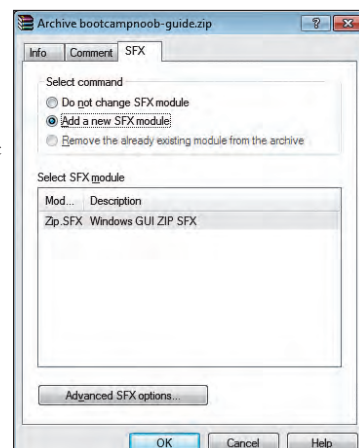 Archive bootcampnoob-guide.zip
Info Comment SFX
Select command
Do not change SFX module
Add a new SFX module
Remove the already existing module from the archive
Select SFX module
Mod... Description
Zip.SFX Windows GUI ZIP SFX
Advanced SFX options...
OK Cancel Help